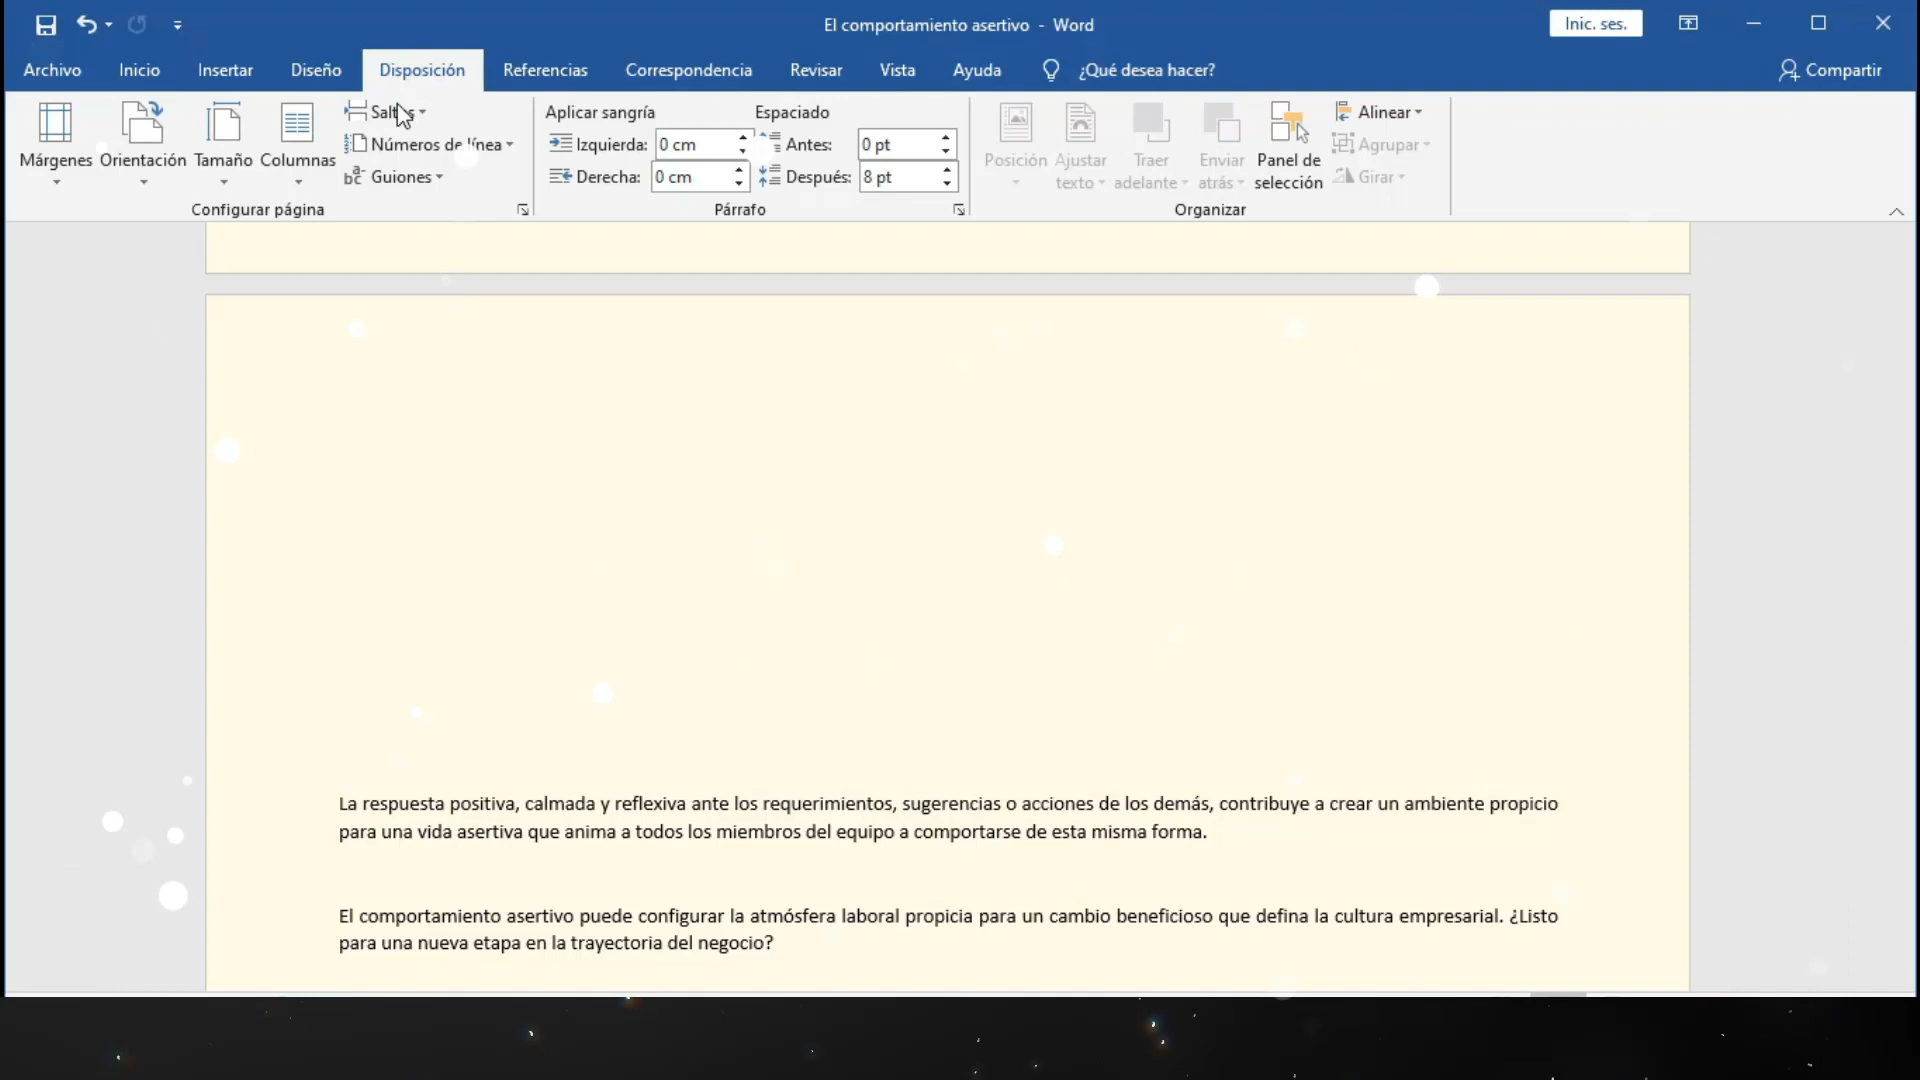 El comportamiento asertivo - Word
Inic. ses.
Archivo Inicio Insertar Diseño Disposición Referencias Correspondencia Revisar Vista Ayuda ¿Qué desea hacer? Compartir
Márgenes Orientación Tamaño Columnas
Saltos
Números de línea
Guiones
Configurar página
Aplicar sangría Espaciado
Izquierda: 0 cm Antes: 0 pt
Derecha: 0 cm Después: 8 pt
Párrafo
Posición Ajustar texto Traer adelante Enviar atrás Panel de selección
Alinear
Agrupar
Girar
Organizar
La respuesta positiva, calmada y reflexiva ante los requerimientos, sugerencias o acciones de los demás, contribuye a crear un ambiente propicio
para una vida asertiva que anima a todos los miembros del equipo a comportarse de esta misma forma.
El comportamiento asertivo puede configurar la atmósfera laboral propicia para un cambio beneficioso que defina la cultura empresarial. ¿Listo
para una nueva etapa en la trayectoria del negocio?